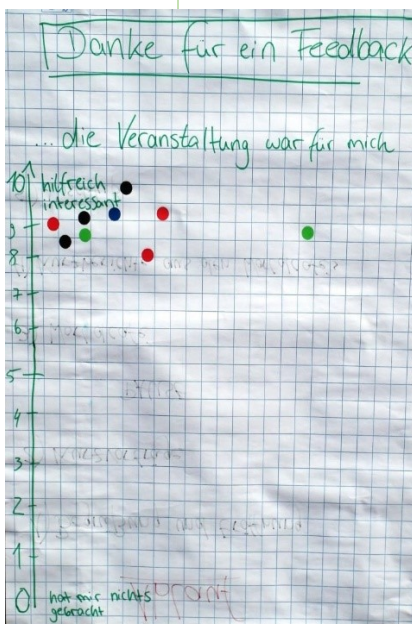 Danke für ein Feedback
... die Veranstaltung war für mich
10 hilfreich
interessant
9
8
7
6
5
4
3
2
1
0 hat mir nichts
gebracht